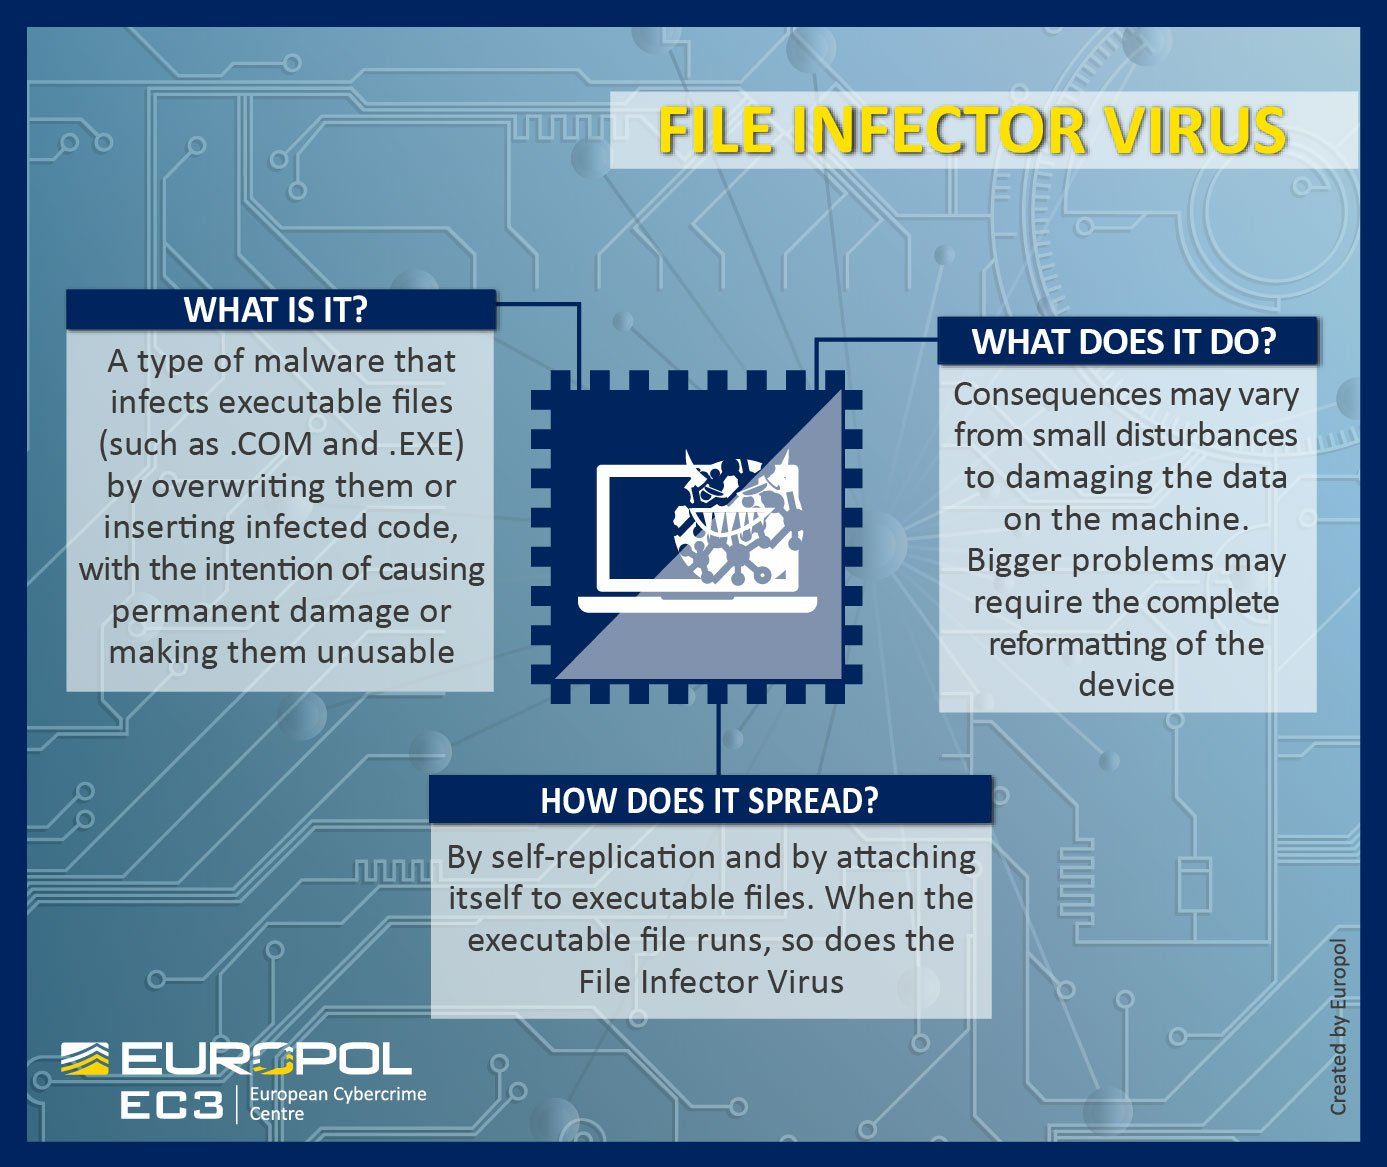 FILE INFECTOR VIRUS
WHAT IS IT?
A type of malware that
infects executable files
(such as .COM and .EXE)
by overwriting them or
inserting infected code,
with the intention of causing
permanent damage or
making them unusable
WHAT DOES IT DO?
Consequences may vary
from small disturbances
to damaging the data
on the machine.
Bigger problems may
require the complete
reformatting of the
device
HOW DOES IT SPREAD?
By self-replication and by attaching
itself to executable files. When the
executable file runs, so does the
File Infector Virus
EUROPOL
EC3
European Cybercrime
Centre
Created by Europol